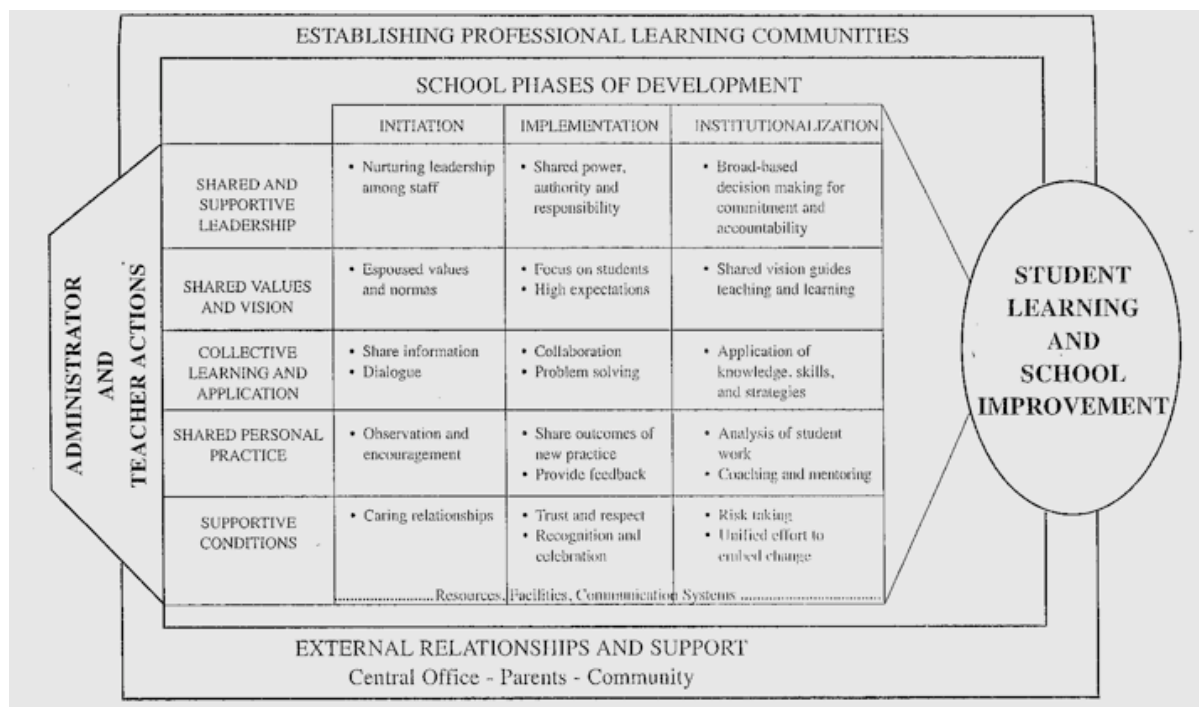 ESTABLISHING PROFESSIONAL LEARNING COMMUNITIES
SCHOOL PHASES OF DEVELOPMENT
INITIATION
IMPLEMENTATION
INSTITUTIONALIZATION
ADMINISTRATOR
AND
TEACHER ACTIONS
SHARED AND
SUPPORTIVE
LEADERSHIP
• Nurturing leadership
among staff
• Shared power,
authority and
responsibility
• Broad-based
decision making for
commitment and
accountability
SHARED VALUES
AND VISION
• Espoused values
and normas
• Focus on students
• High expectations
• Shared vision guides
teaching and learning
COLLECTIVE
LEARNING AND
APPLICATION
• Share information
• Dialogue
• Collaboration
• Problem solving
• Application of
knowledge, skills,
and strategies
SHARED PERSONAL
PRACTICE
• Observation and
encouragement
• Share outcomes of
new practice
• Provide feedback
• Analysis of student
work
• Coaching and mentoring
SUPPORTIVE
CONDITIONS
• Caring relationships
• Trust and respect
• Recognition and
celebration
• Risk taking
• Unified effort to
embed change
Resources, Facilities, Communication Systems
STUDENT
LEARNING
AND
SCHOOL
IMPROVEMENT
EXTERNAL RELATIONSHIPS AND SUPPORT
Central Office - Parents - Community